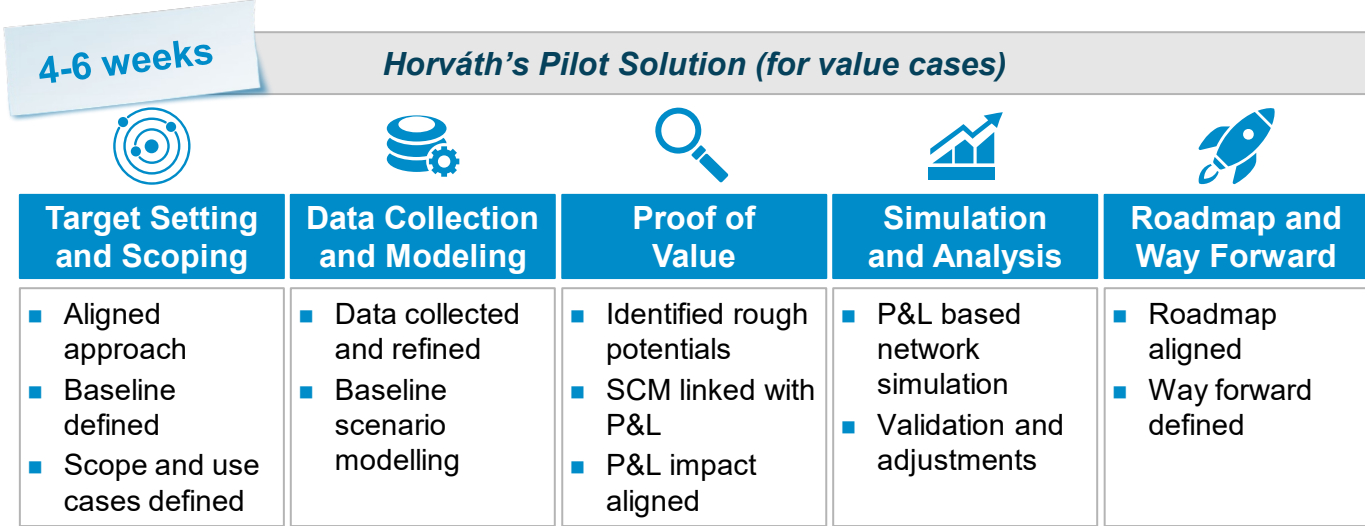 4-6 weeks
Horváth's Pilot Solution (for value cases)
Target Setting
and Scoping
Data Collection
and Modeling
Proof of
Value
Simulation
and Analysis
Roadmap and
Way Forward
Aligned
approach
Baseline
defined
Scope and use
cases defined
Data collected
and refined
Baseline
scenario
modelling
Identified rough
potentials
SCM linked with
P&L
P&L impact
aligned
P&L based
network
simulation
Validation and
adjustments
Roadmap
aligned
Way forward
defined